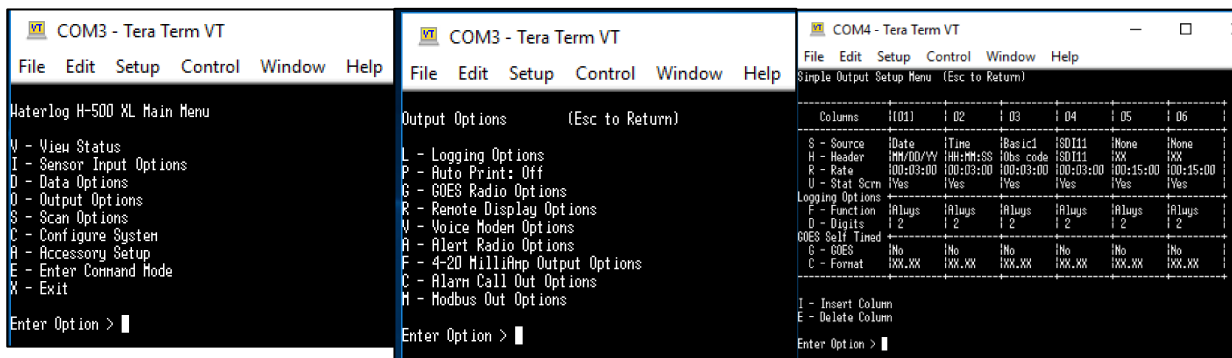 COM3 - Tera Term VT
File Edit Setup Control Window Help
Waterlog H-500 XL Main Menu
V - View Status
I - Sensor Input Options
D - Data Options
O - Output Options
S - Scan Options
C - Configure System
A - Accessory Setup
E - Enter Command Mode
X - Exit
Enter Option >
COM3 - Tera Term VT
File Edit Setup Control Window Help
Output Options (Esc to Return)
L - Logging Options
P - Auto Print: Off
G - GOES Radio Options
R - Remote Display Options
V - Voice Modem Options
A - Alert Radio Options
F - 4-20 MilliAmp Output Options
C - Alarm Call Out Options
M - Modbus Out Options
Enter Option >
COM4 - Tera Term VT
File Edit Setup Control Window Help
Simple Output Setup Menu (Esc to Return)
Columns |[01] | 02 | 03 | 04 | 05 | 06 |
S - Source |Date |Time |Basic1 |SDI11 |None |None |
H - Header |MM/DD/YY |HH:MM:SS |Obs code |SDI11 |XX |XX |
R - Rate |00:03:00 |00:03:00 |00:03:00 |00:03:00 |00:15:00 |00:15:00 |
U - Stat Scrn |Yes |Yes |Yes |Yes |Yes |Yes |
Logging Options
F - Function |Alwys |Alwys |Alwys |Alwys |Alwys |Alwys |
D - Digits | 2 | 2 | 2 | 2 | 2 | 2 |
GOES Self Timed
G - GOES |No |No |No |No |No |No |
C - Format |XX.XX |XX.XX |XX.XX |XX.XX |XX.XX |XX.XX |
I - Insert Column
E - Delete Column
Enter Option >